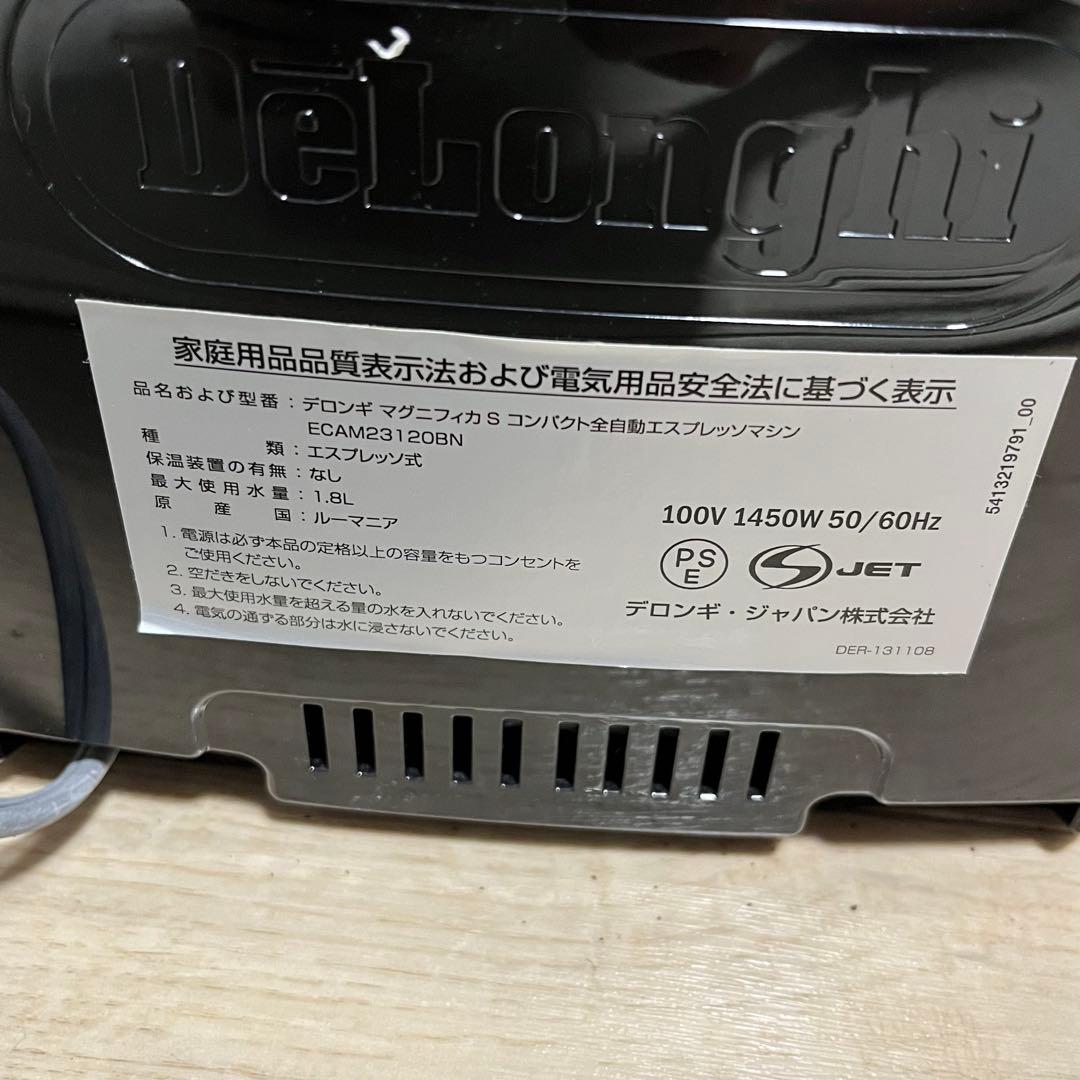 DeLonghi
家庭用品品質表示法および電気用品安全法に基づく表示
品名および型番：デロンギ マグニフィカ S コンパクト全自動エスプレッソマシン
ECAM23120BN
種類：エスプレッソ式
保温装置の有無：なし
最大使用水量：1.8L
原産国：ルーマニア
1. 電源は必ず本品の定格以上の容量をもつコンセントを
ご使用ください。
2. 空だきをしないでください。
3. 最大使用水量を超える量の水を入れないでください。
4. 電気の通ずる部分は水に浸さないでください。
100V 1450W 50/60Hz
PS
E
S JET
デロンギ・ジャパン株式会社
DER-131108
5413219791_00